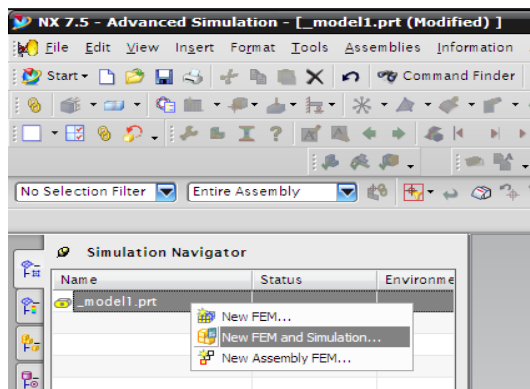 NX 7.5 - Advanced Simulation - [_model1.prt (Modified) ]
File Edit View Insert Format Tools Assemblies Information
Start Command Finder
No Selection Filter Entire Assembly
Simulation Navigator
Name Status Environme
_model1.prt
New FEM...
New FEM and Simulation...
New Assembly FEM...